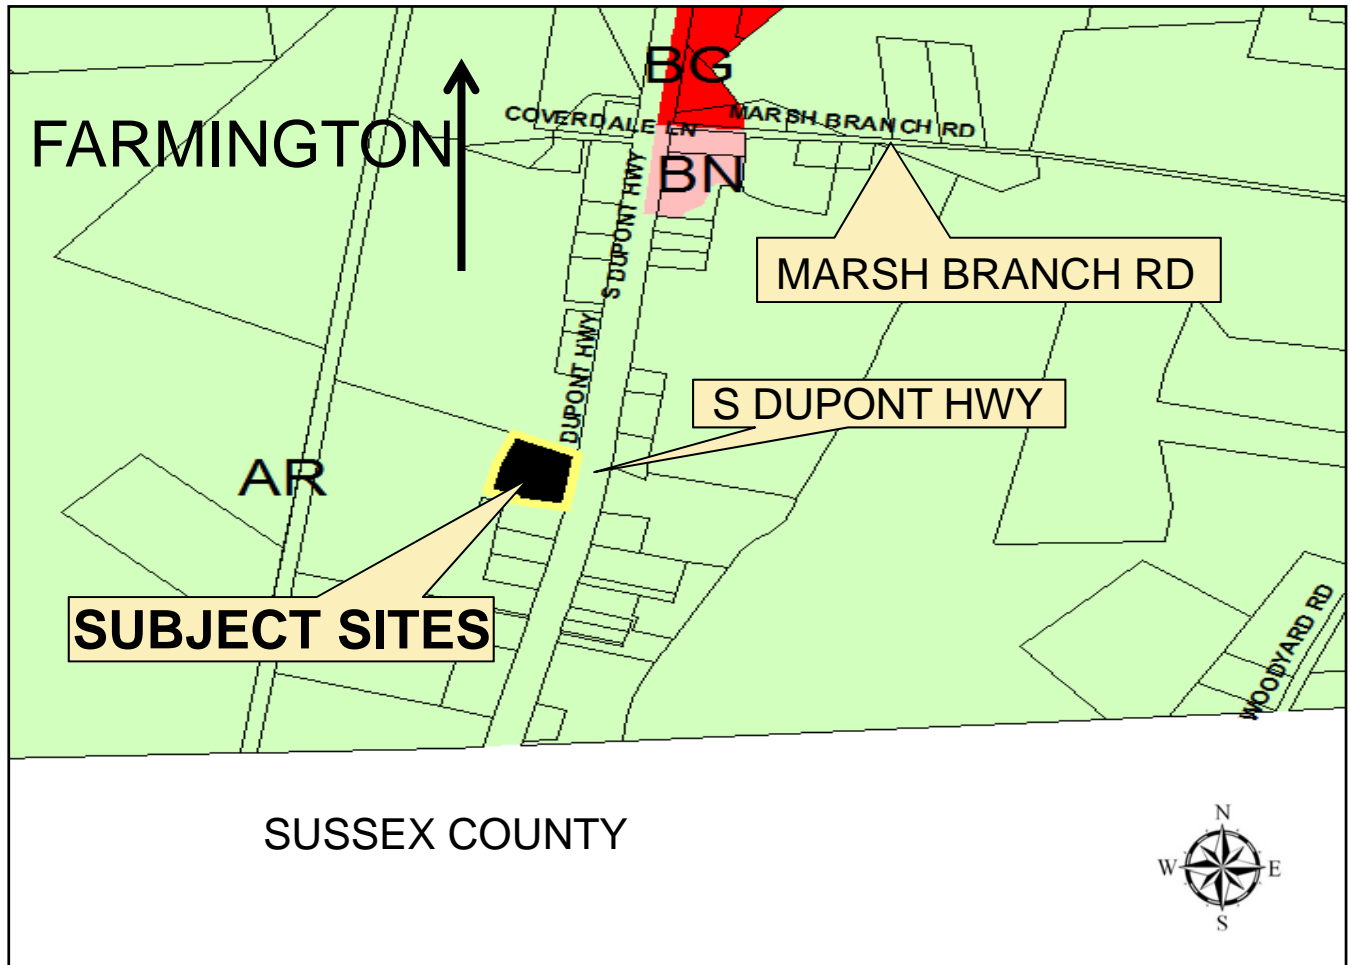 BG
COVERDALE LN
MARSH BRANCH RD
FARMINGTON
BN
S DUPONT HWY
MARSH BRANCH RD
DUPONT HWY
S DUPONT HWY
AR
SUBJECT SITES
WOODYARD RD
SUSSEX COUNTY
N
W E
S